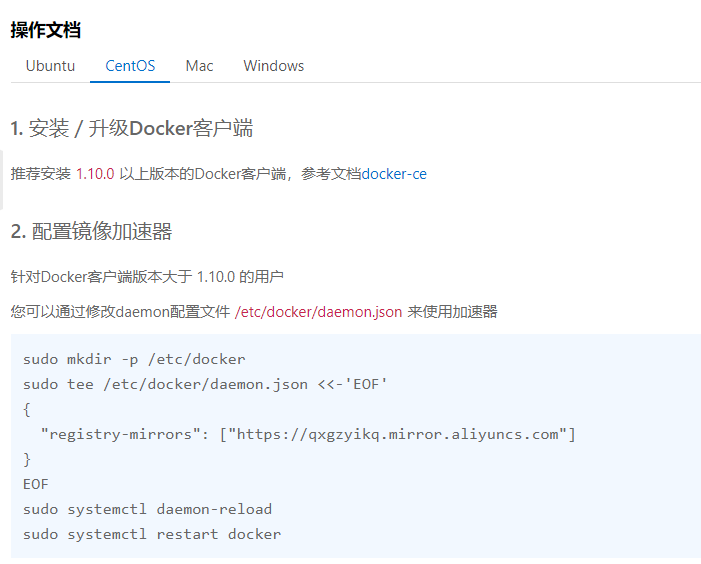 操作文档
Ubuntu CentOS Mac Windows
1. 安装 / 升级Docker客户端
推荐安装 1.10.0 以上版本的Docker客户端，参考文档docker-ce
2. 配置镜像加速器
针对Docker客户端版本大于 1.10.0 的用户
您可以通过修改daemon配置文件 /etc/docker/daemon.json 来使用加速器
sudo mkdir -p /etc/docker
sudo tee /etc/docker/daemon.json <<-'EOF'
{
  "registry-mirrors": ["https://qxgzyikq.mirror.aliyuncs.com"]
}
EOF
sudo systemctl daemon-reload
sudo systemctl restart docker